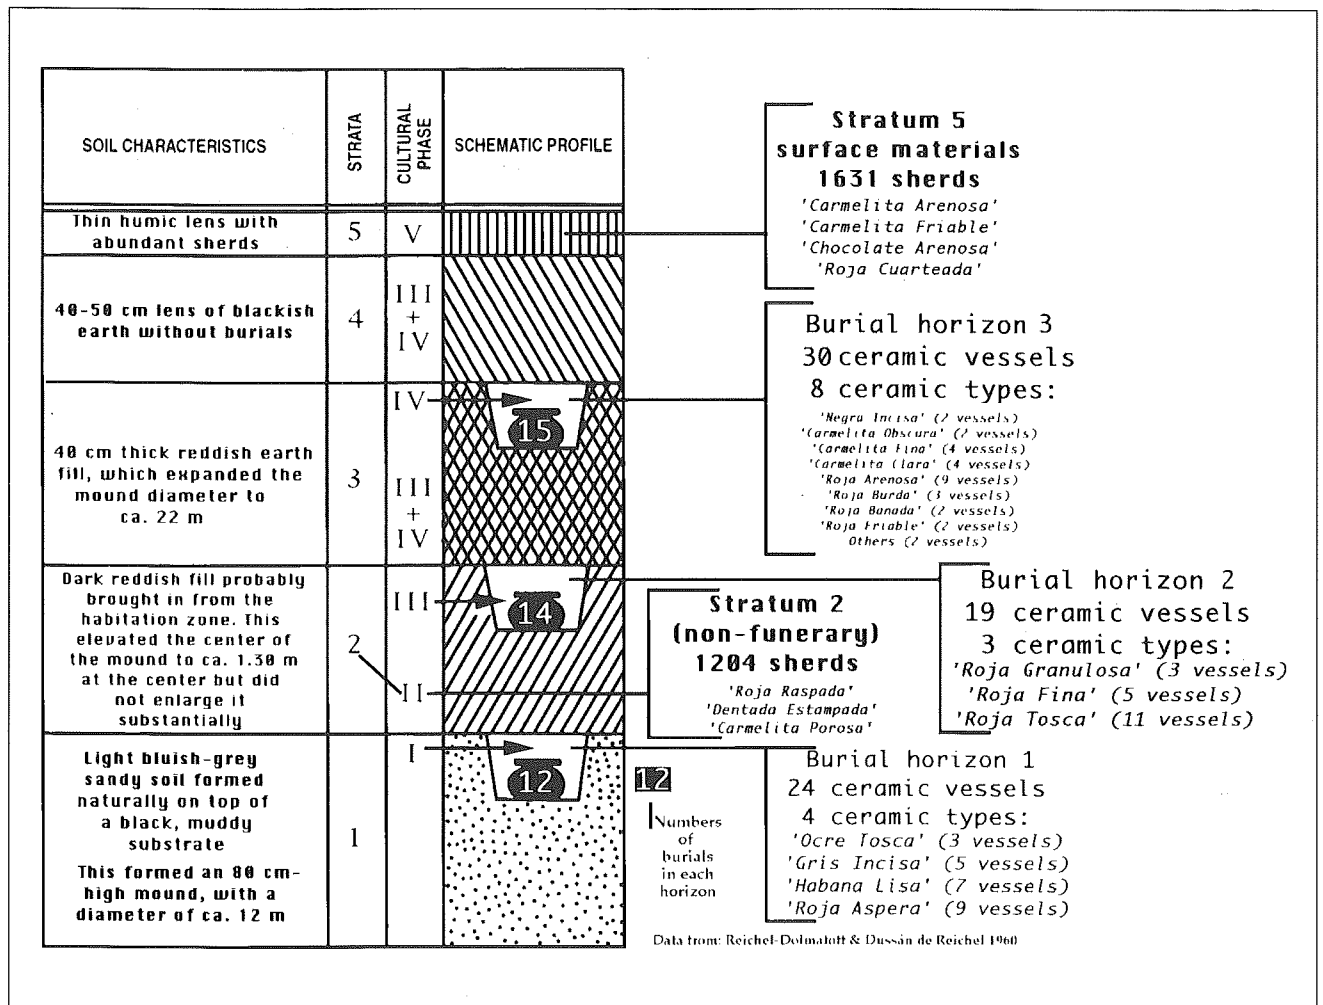 SOIL CHARACTERISTICS
STRATA
CULTURAL
PHASE
SCHEMATIC PROFILE
Thin humic lens with
abundant sherds
5
V
40-50 cm lens of blackish
earth without burials
4
III
+
IV
40 cm thick reddish earth
fill, which expanded the
mound diameter to
ca. 22 m
3
IV
15
III
+
IV
Dark reddish fill probably
brought in from the
habitation zone. This
elevated the center of
the mound to ca. 1.30 m
at the center but did
not enlarge it
substantially
2
III
14
II
Light bluish-grey
sandy soil formed
naturally on top of
a black, muddy
substrate
This formed an 80 cm-
high mound, with a
diameter of ca. 12 m
1
I
12
Stratum 5
surface materials
1631 sherds
'Carmelita Arenosa'
'Carmelita Friable'
'Chocolate Arenosa'
'Roja Cuarteada'
Burial horizon 3
30 ceramic vessels
8 ceramic types:
'Negra Incisa' (2 vessels)
'Carmelita Obscura' (2 vessels)
'Carmelita Fina' (4 vessels)
'Carmelita Clara' (4 vessels)
'Roja Arenosa' (9 vessels)
'Roja Burda' (3 vessels)
'Roja Banada' (2 vessels)
'Roja Friable' (2 vessels)
Others (2 vessels)
Burial horizon 2
19 ceramic vessels
3 ceramic types:
'Roja Granulosa' (3 vessels)
'Roja Fina' (5 vessels)
'Roja Tosca' (11 vessels)
Stratum 2
(non-funerary)
1204 sherds
'Roja Raspada'
'Dentada Estampada'
'Carmelita Porosa'
Burial horizon 1
24 ceramic vessels
4 ceramic types:
'Ocre Tosca' (3 vessels)
'Gris Incisa' (5 vessels)
'Habana Lisa' (7 vessels)
'Roja Aspera' (9 vessels)
12
Numbers
of
burials
in each
horizon
Data from: Reichel-Dolmatoff & Dussán de Reichel 1960